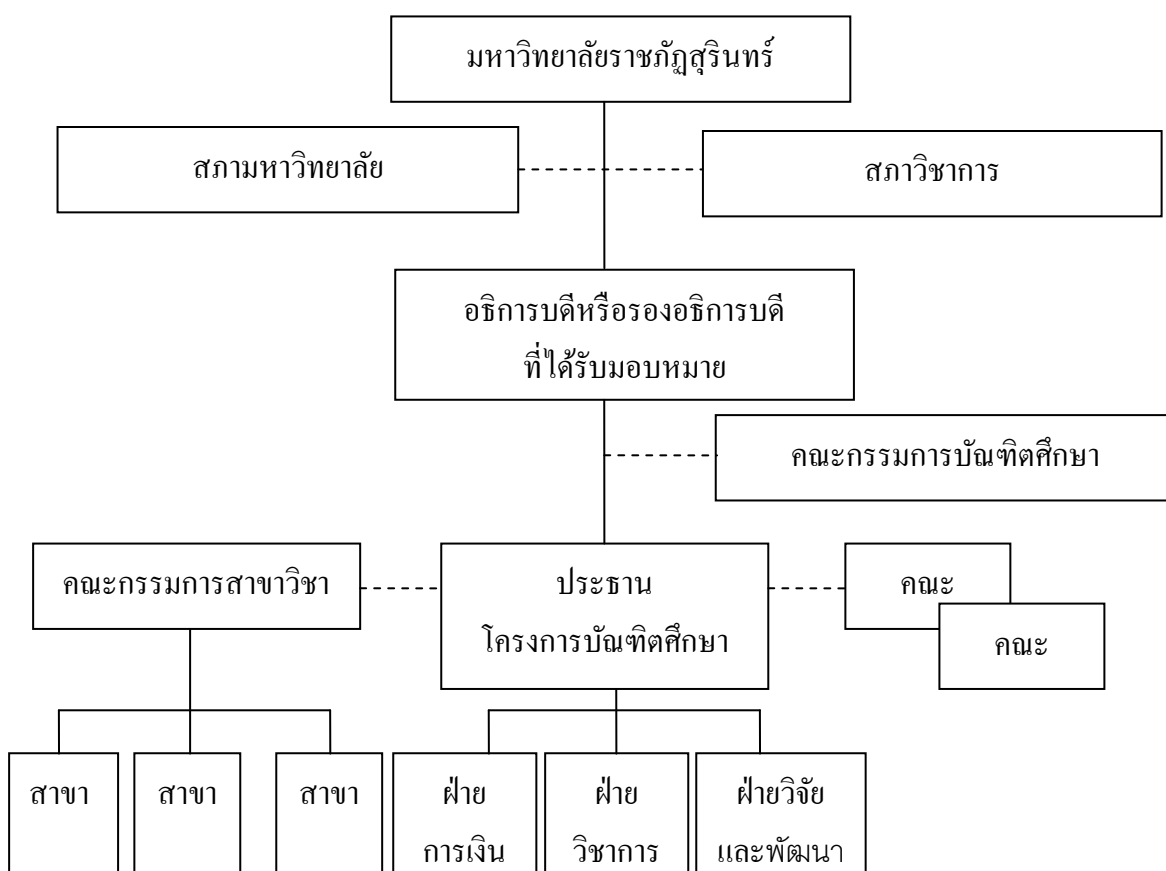 มหาวิทยาลัยราชภัฏสุรินทร์
สภามหาวิทยาลัย
สภาวิชาการ
อธิการบดีหรือรองอธิการบดี
ที่ได้รับมอบหมาย
คณะกรรมการบัณฑิตศึกษา
คณะกรรมการสาขาวิชา
ประธาน
โครงการบัณฑิตศึกษา
คณะ
คณะ
สาขา
สาขา
สาขา
ฝ่าย
การเงิน
ฝ่าย
วิชาการ
ฝ่ายวิจัย
และพัฒนา